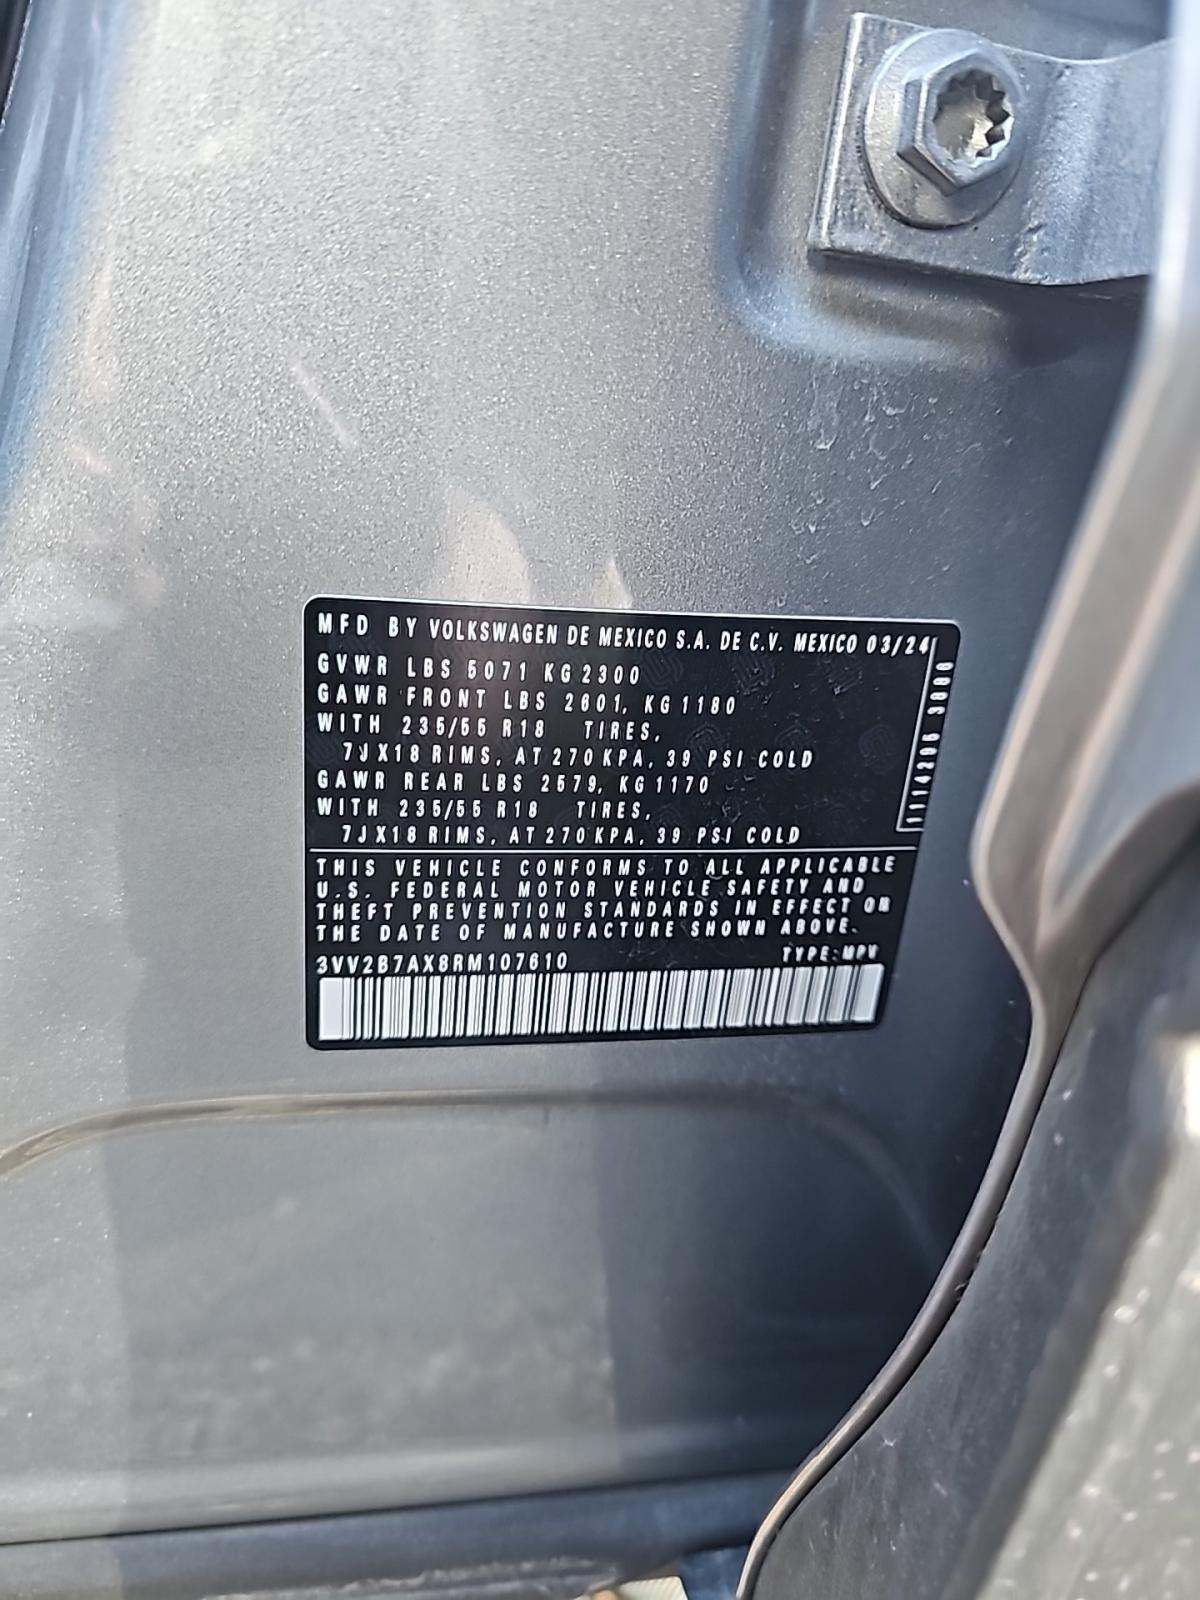 MFD BY VOLKSWAGEN DE MEXICO S.A. DE C.V. MEXICO 03/24
GVWR LBS 5071 KG 2300
GAWR FRONT LBS 2601, KG 1180
WITH 235/55 R18 TIRES,
7JX18 RIMS, AT 270 KPA, 39 PSI COLD
GAWR REAR LBS 2579, KG 1170
WITH 235/55 R18 TIRES,
7JX18 RIMS, AT 270 KPA, 39 PSI COLD
THIS VEHICLE CONFORMS TO ALL APPLICABLE
U.S. FEDERAL MOTOR VEHICLE SAFETY AND
THEFT PREVENTION STANDARDS IN EFFECT ON
THE DATE OF MANUFACTURE SHOWN ABOVE.
3VV2B7AX8RM107610 TYPE:MPV
1114296